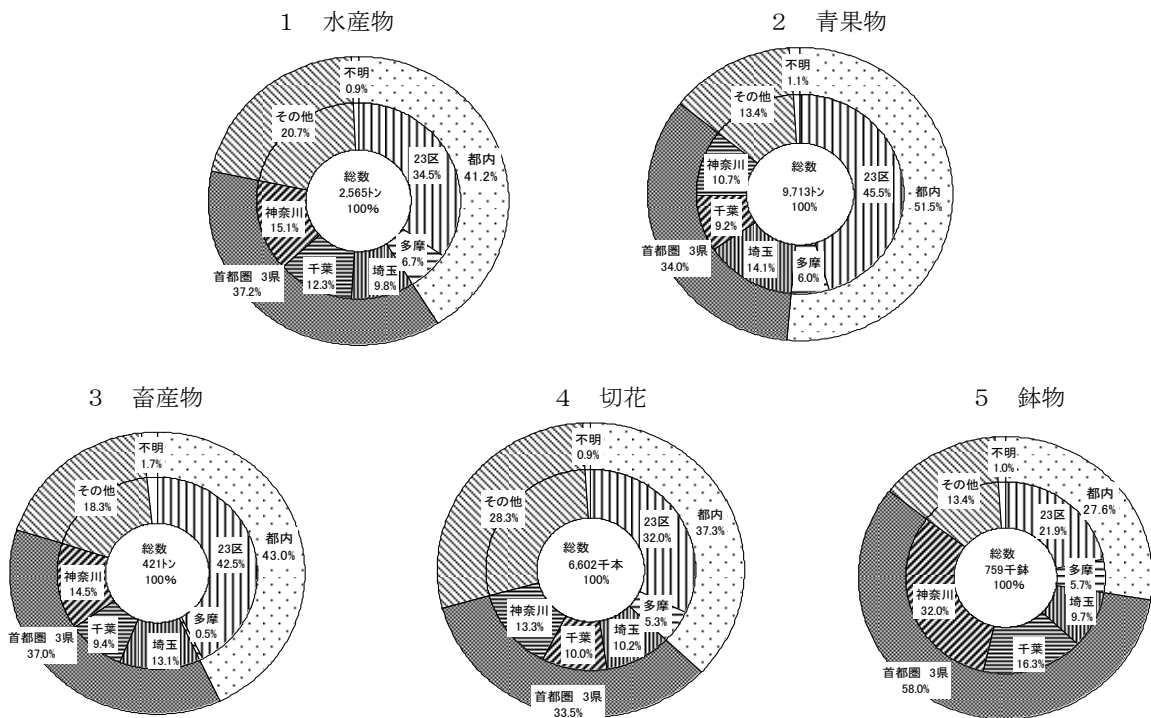 1 水産物
不明
0.9%
その他
20.7%
23区
34.5%
都内
41.2%
総数
2,565トン
100%
神奈川
15.1%
多摩
6.7%
首都圏 3県
37.2%
千葉
12.3%
埼玉
9.8%
2 青果物
不明
1.1%
その他
13.4%
神奈川
10.7%
総数
9,713トン
100%
23区
45.5%
都内
51.5%
千葉
9.2%
首都圏 3県
34.0%
埼玉
14.1%
多摩
6.0%
3 畜産物
不明
1.7%
その他
18.3%
都内
43.0%
総数
421トン
100%
23区
42.5%
神奈川
14.5%
多摩
0.5%
首都圏 3県
37.0%
千葉
9.4%
埼玉
13.1%
4 切花
不明
0.9%
その他
28.3%
23区
32.0%
都内
37.3%
総数
6,602千本
100%
神奈川
13.3%
多摩
5.3%
千葉
10.0%
埼玉
10.2%
首都圏 3県
33.5%
5 鉢物
不明
1.0%
その他
13.4%
都内
27.6%
23区
21.9%
総数
759千鉢
100%
多摩
5.7%
神奈川
32.0%
埼玉
9.7%
千葉
16.3%
首都圏 3県
58.0%